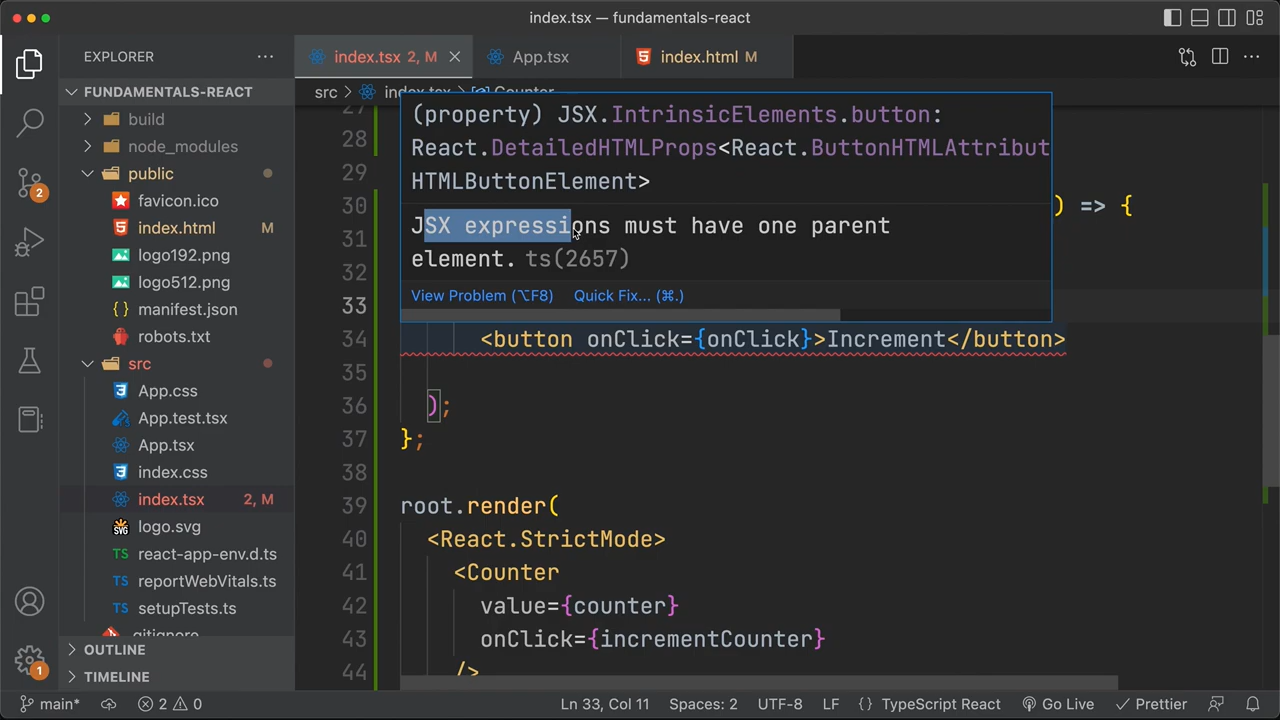 index.tsx — fundamentals-react
EXPLORER
index.tsx 2, M
App.tsx
index.html M
FUNDAMENTALS-REACT
src > index.tsx > Counter
build
node_modules
public
favicon.ico
index.html M
logo192.png
logo512.png
manifest.json
robots.txt
src
App.css
App.test.tsx
App.tsx
index.css
index.tsx 2, M
logo.svg
react-app-env.d.ts
reportWebVitals.ts
setupTests.ts
.gitignore
OUTLINE
TIMELINE
2
1
(property) JSX.IntrinsicElements.button:
React.DetailedHTMLProps<React.ButtonHTMLAttribut
HTMLButtonElement>
JSX expressions must have one parent
element. ts(2657)
View Problem (⌥F8) Quick Fix... (⌘.)
27
28
29
30 ) => {
31
32
33
34 <button onClick={onClick}>Increment</button>
35
36 );
37 };
38
39 root.render(
40 <React.StrictMode>
41 <Counter
42 value={counter}
43 onClick={incrementCounter}
44 />
main* 2 0 Ln 33, Col 11 Spaces: 2 UTF-8 LF {} TypeScript React Go Live Prettier